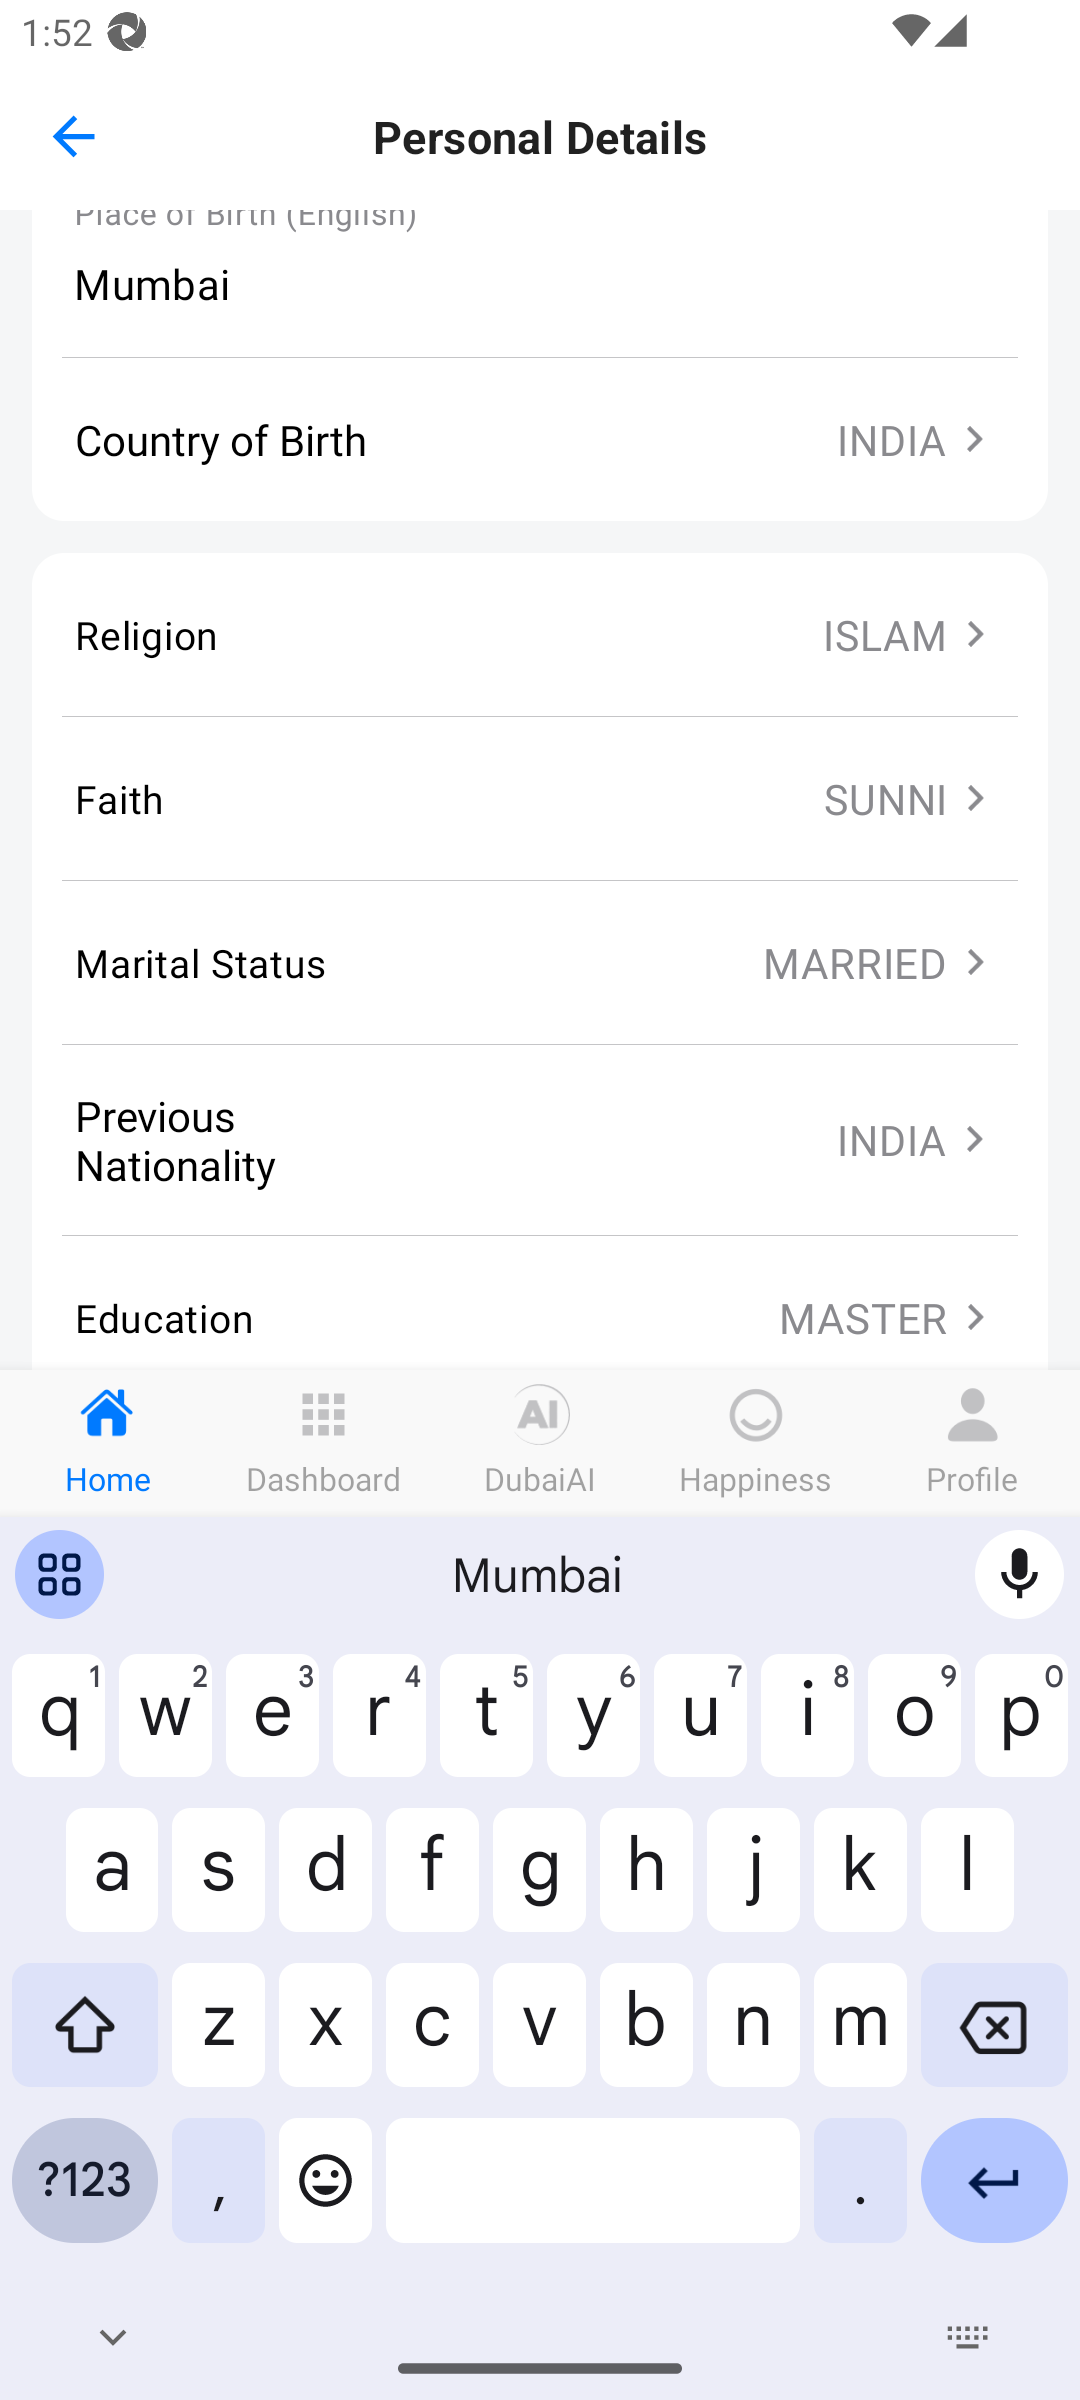 1:52
Personal Details
Place of Birth (English)
Mumbai
Country of Birth INDIA
Religion ISLAM
Faith SUNNI
Marital Status MARRIED
Previous
Nationality INDIA
Education MASTER
AI
Home Dashboard DubaiAI Happiness Profile
Mumbai
1 2 3 4 5 6 7 8 9 0
q w e r t y u i o p
a s d f g h j k l
z x c v b n m
?123 , .